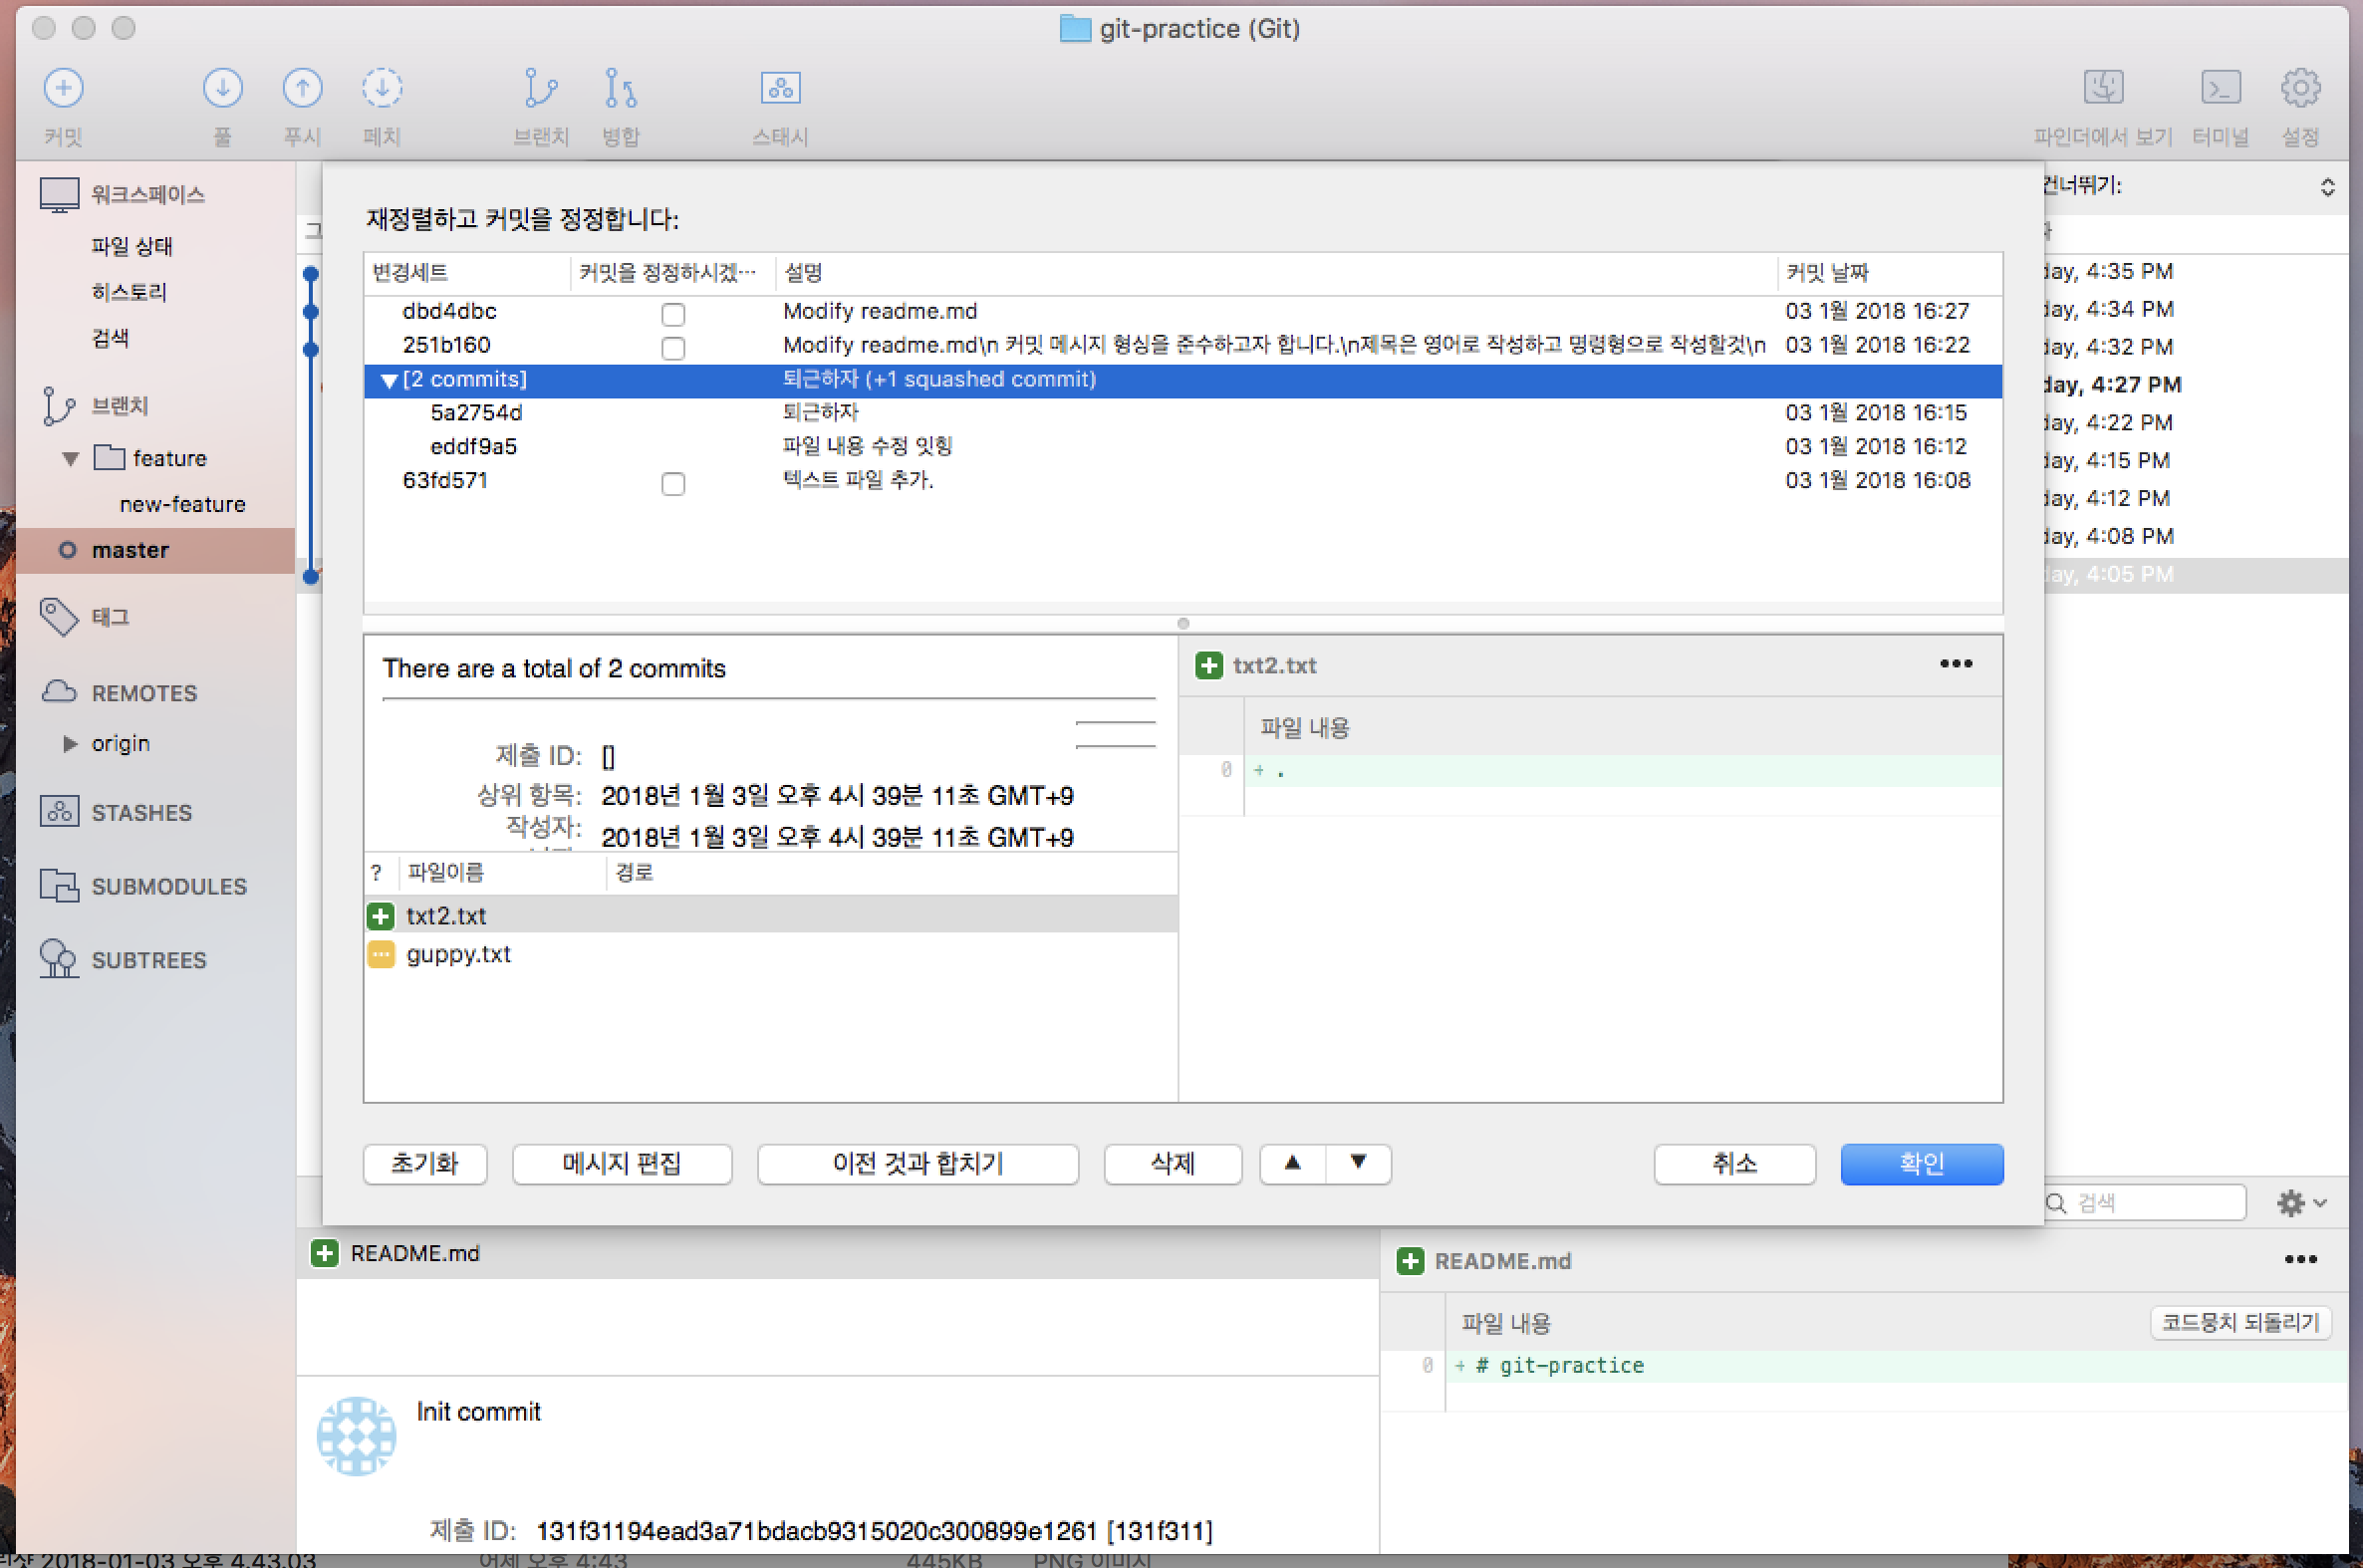 git-practice (Git)
커밋 풀 푸시 페치 브랜치 병합 스태시 파인더에서 보기 터미널 설정
워크스페이스
파일 상태
히스토리
검색
브랜치
feature
new-feature
master
태그
REMOTES
origin
STASHES
SUBMODULES
SUBTREES
건너뛰기:
day, 4:35 PM
day, 4:34 PM
day, 4:32 PM
day, 4:27 PM
day, 4:22 PM
day, 4:15 PM
day, 4:12 PM
day, 4:08 PM
day, 4:05 PM
재정렬하고 커밋을 정정합니다:
변경세트 커밋을 정정하시겠… 설명 커밋 날짜
dbd4dbc Modify readme.md 03 1월 2018 16:27
251b160 Modify readme.md\n 커밋 메시지 형싱을 준수하고자 합니다.\n제목은 영어로 작성하고 명령형으로 작성할것\n 03 1월 2018 16:22
▼[2 commits] 퇴근하자 (+1 squashed commit)
5a2754d 퇴근하자 03 1월 2018 16:15
eddf9a5 파일 내용 수정 잇힝 03 1월 2018 16:12
63fd571 텍스트 파일 추가. 03 1월 2018 16:08
There are a total of 2 commits
제출 ID: []
상위 항목: 2018년 1월 3일 오후 4시 39분 11초 GMT+9
작성자: 2018년 1월 3일 오후 4시 39분 11초 GMT+9
? 파일이름 경로
txt2.txt
guppy.txt
txt2.txt •••
파일 내용
0 + .
초기화 메시지 편집 이전 것과 합치기 삭제 ▲ ▼ 취소 확인
검색
README.md
README.md •••
파일 내용 코드뭉치 되돌리기
0 + # git-practice
Init commit
제출 ID: 131f31194ead3a71bdacb9315020c300899e1261 [131f311]
2018-01-03 오후 4.43.03 어제 오후 4:43 445KB PNG 이미지